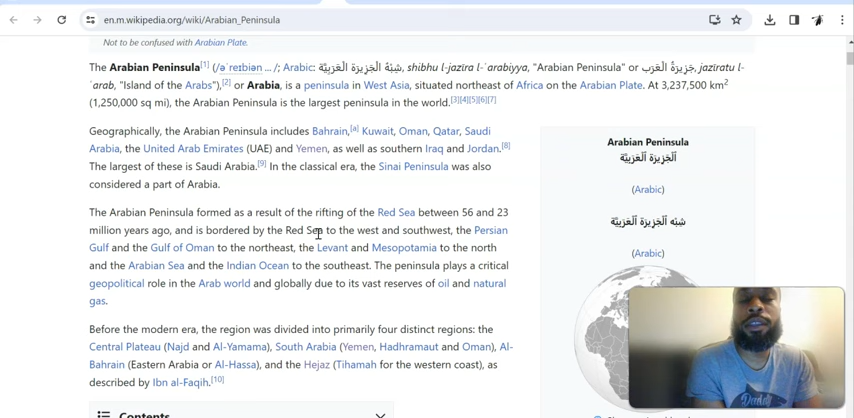 en.m.wikipedia.org/wiki/Arabian_Peninsula
Not to be confused with Arabian Plate.
The Arabian Peninsula[1] (/əˈreɪbiən ... /; Arabic: شِبْهُ الْجَزِيرَةِ الْعَرَبِيَّة, shibhu l-jazīra l-ʿarabiyya, "Arabian Peninsula" or جَزِيرَةُ الْعَرَب, jazīratu l-
ʿarab, "Island of the Arabs"),[2] or Arabia, is a peninsula in West Asia, situated northeast of Africa on the Arabian Plate. At 3,237,500 km2
(1,250,000 sq mi), the Arabian Peninsula is the largest peninsula in the world.[3][4][5][6][7]
Geographically, the Arabian Peninsula includes Bahrain,[a] Kuwait, Oman, Qatar, Saudi
Arabia, the United Arab Emirates (UAE) and Yemen, as well as southern Iraq and Jordan.[8]
The largest of these is Saudi Arabia.[9] In the classical era, the Sinai Peninsula was also
considered a part of Arabia.
The Arabian Peninsula formed as a result of the rifting of the Red Sea between 56 and 23
million years ago, and is bordered by the Red Sea to the west and southwest, the Persian
Gulf and the Gulf of Oman to the northeast, the Levant and Mesopotamia to the north
and the Arabian Sea and the Indian Ocean to the southeast. The peninsula plays a critical
geopolitical role in the Arab world and globally due to its vast reserves of oil and natural
gas.
Before the modern era, the region was divided into primarily four distinct regions: the
Central Plateau (Najd and Al-Yamama), South Arabia (Yemen, Hadhramaut and Oman), Al-
Bahrain (Eastern Arabia or Al-Hassa), and the Hejaz (Tihamah for the western coast), as
described by Ibn al-Faqih.[10]
Contents
Arabian Peninsula
ٱلْجَزِيرَة ٱلْعَرَبِيَّة
(Arabic)
شِبْه ٱلْجَزِيرَة ٱلْعَرَبِيَّة
(Arabic)
Daddy